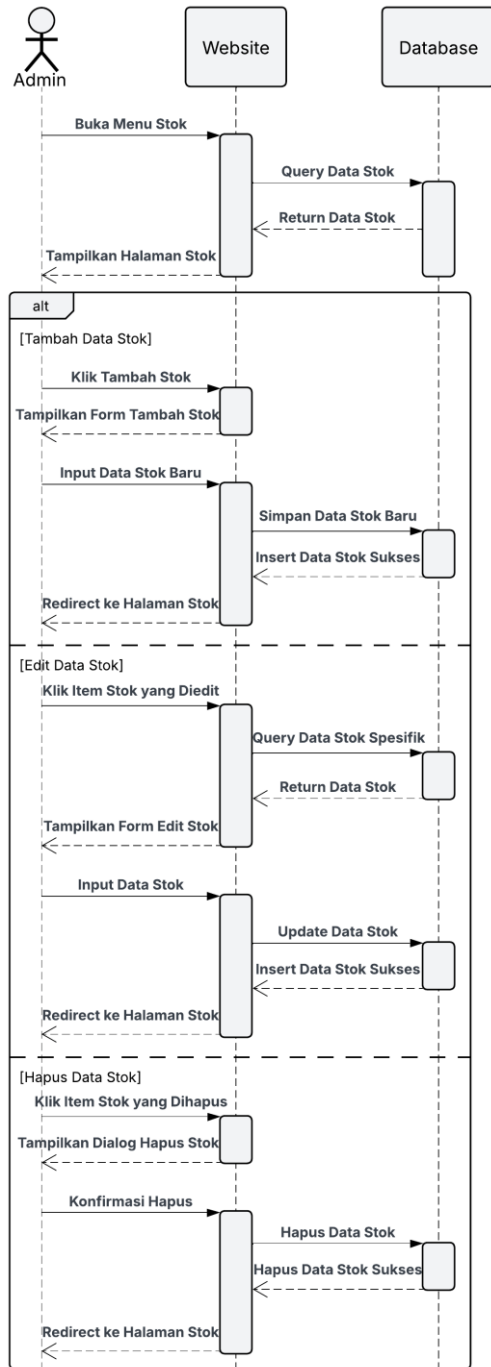 Admin
Website
Database
Buka Menu Stok
Query Data Stok
Return Data Stok
Tampilkan Halaman Stok
alt
[Tambah Data Stok]
Klik Tambah Stok
Tampilkan Form Tambah Stok
Input Data Stok Baru
Simpan Data Stok Baru
Insert Data Stok Sukses
Redirect ke Halaman Stok
[Edit Data Stok]
Klik Item Stok yang Diedit
Query Data Stok Spesifik
Return Data Stok
Tampilkan Form Edit Stok
Input Data Stok
Update Data Stok
Insert Data Stok Sukses
Redirect ke Halaman Stok
[Hapus Data Stok]
Klik Item Stok yang Dihapus
Tampilkan Dialog Hapus Stok
Konfirmasi Hapus
Hapus Data Stok
Hapus Data Stok Sukses
Redirect ke Halaman Stok